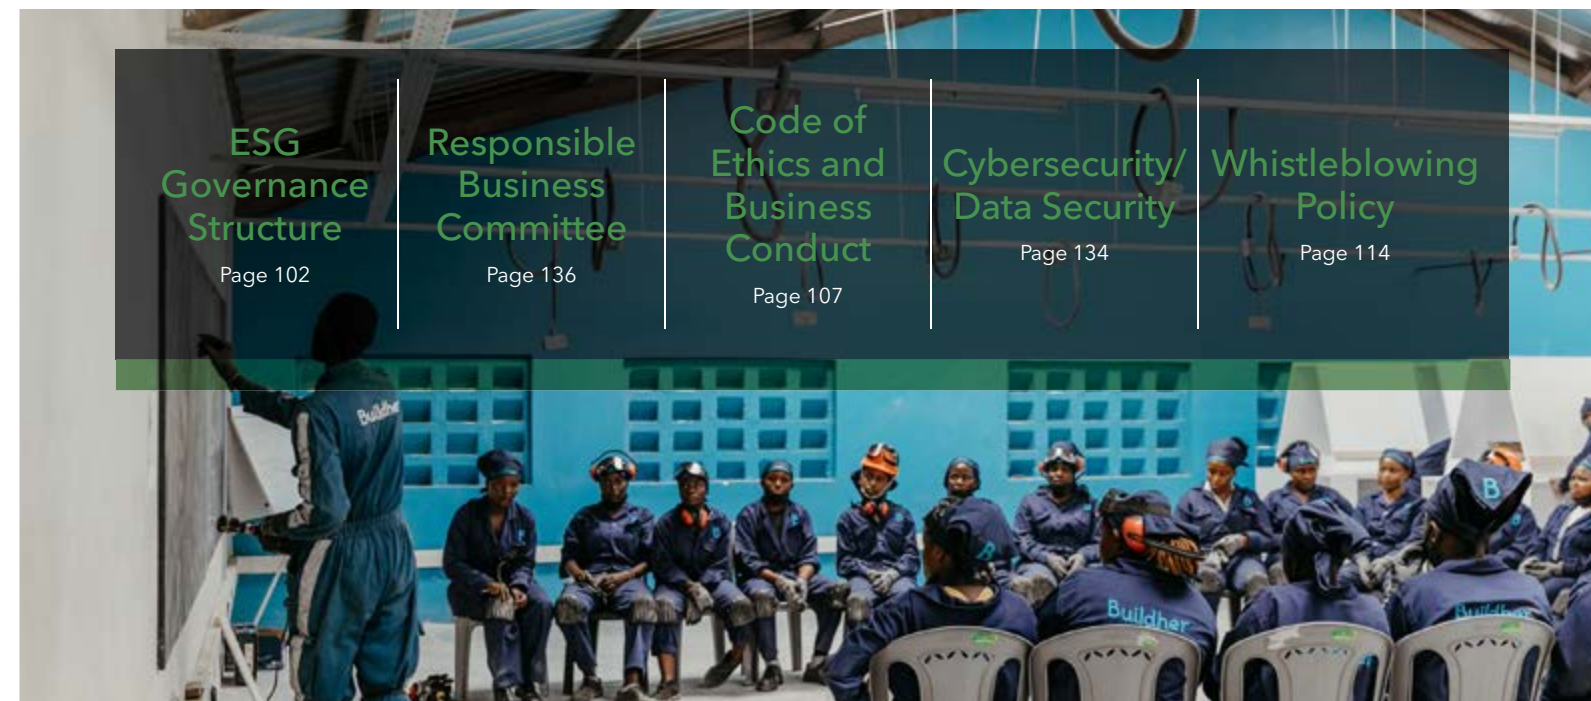 ESG
Governance
Structure
Page 102
Responsible
Business
Committee
Page 136
Code of
Ethics and
Business
Conduct
Page 107
Cybersecurity/
Data Security
Page 134
Whistleblowing
Policy
Page 114
Buildher
B
Buildher
Buildher